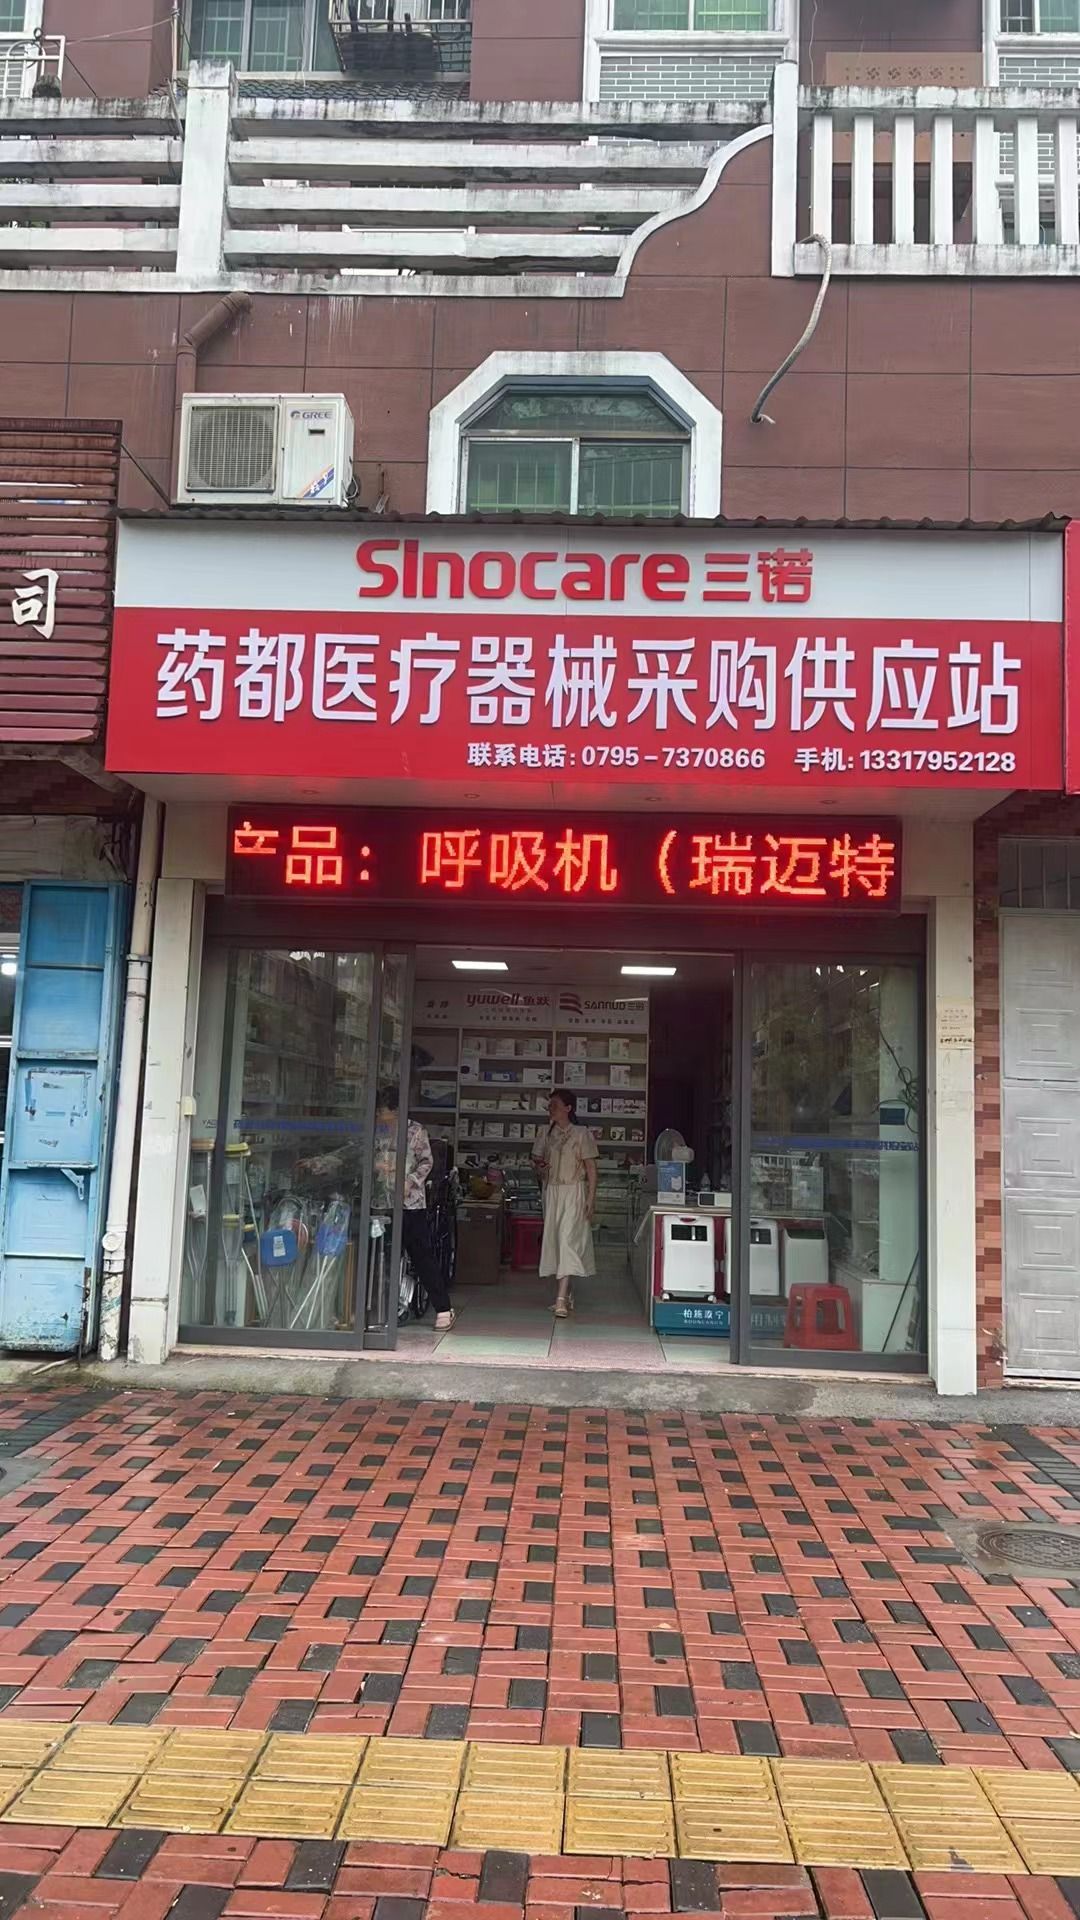 GREE
司
Sinocare三诺
药都医疗器械采购供应站
联系电话:0795-7370866 手机:13317952128
产品：呼吸机（瑞迈特
yuwell鱼跃
SANNUO三诺
柏拖濠宁